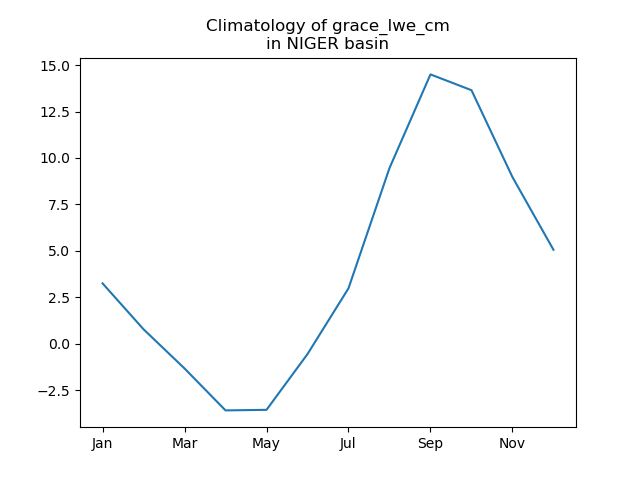 Climatology of grace_lwe_cm
in NIGER basin
15.0
12.5
10.0
7.5
5.0
2.5
0.0
−2.5
Jan
Mar
May
Jul
Sep
Nov